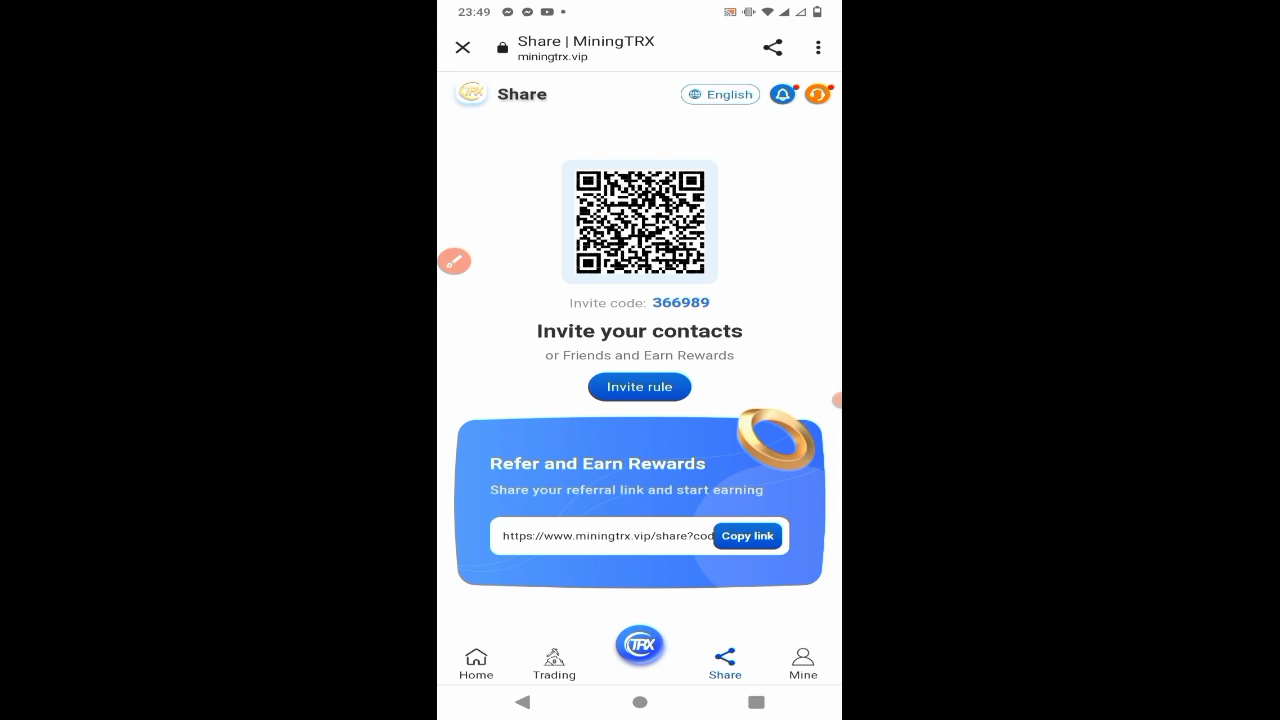 23:49
Share | MiningTRX
miningtrx.vip
TRX Share English
Invite code: 366989
Invite your contacts
or Friends and Earn Rewards
Invite rule
Refer and Earn Rewards
Share your referral link and start earning
https://www.miningtrx.vip/share?cod Copy link
TRX
Home Trading Share Mine